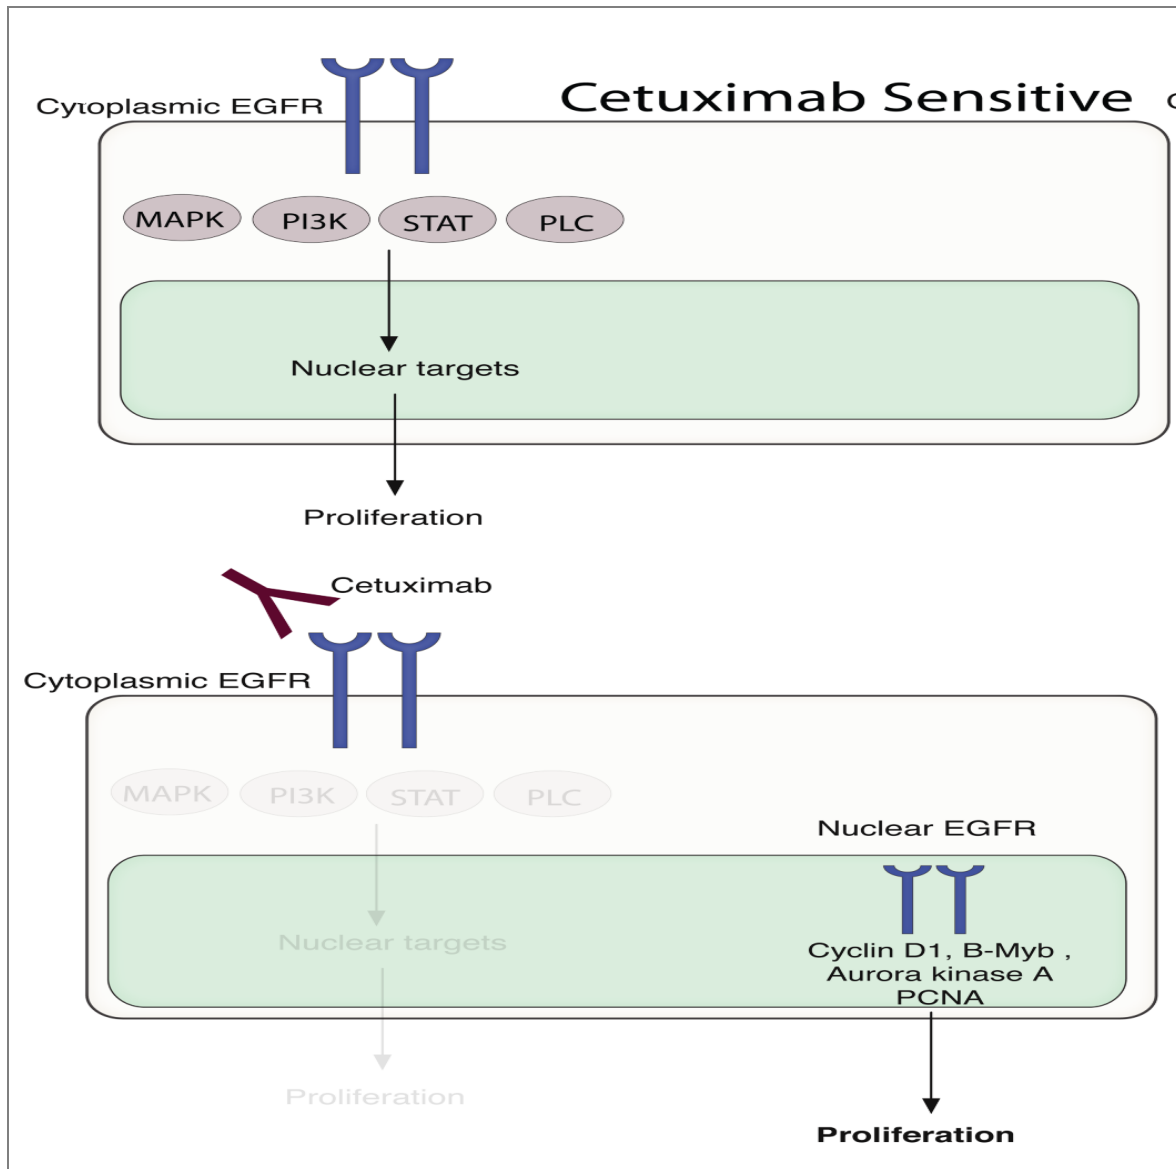 Cetuximab Sensitive
Cytoplasmic EGFR
MAPK PI3K STAT PLC
Nuclear targets
Proliferation
Cetuximab
Cytoplasmic EGFR
MAPK PI3K STAT PLC
Nuclear EGFR
Nuclear targets
Cyclin D1, B-Myb ,
Aurora kinase A
PCNA
Proliferation
Proliferation